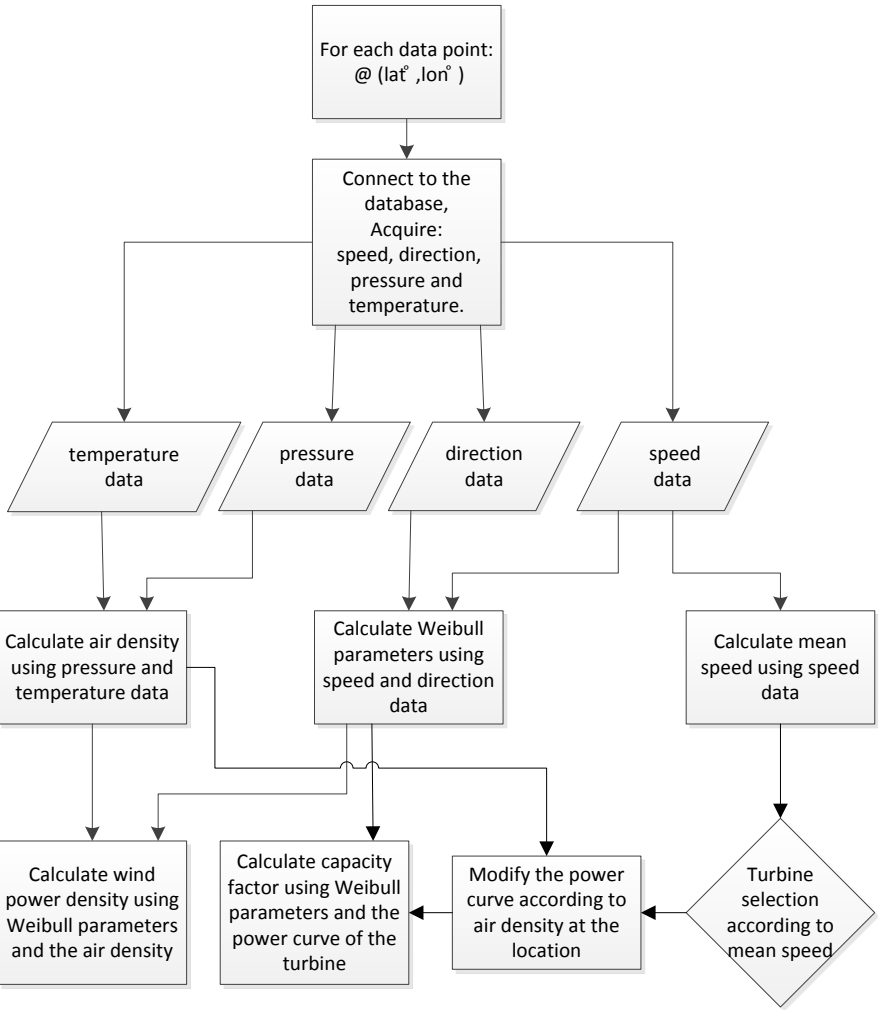 For each data point:
@ (lat° ,lon° )
Connect to the
database,
Acquire:
speed, direction,
pressure and
temperature.
temperature
data
pressure
data
direction
data
speed
data
Calculate air density
using pressure and
temperature data
Calculate Weibull
parameters using
speed and direction
data
Calculate mean
speed using speed
data
Calculate wind
power density using
Weibull parameters
and the air density
Calculate capacity
factor using Weibull
parameters and the
power curve of the
turbine
Modify the power
curve according to
air density at the
location
Turbine
selection
according to
mean speed